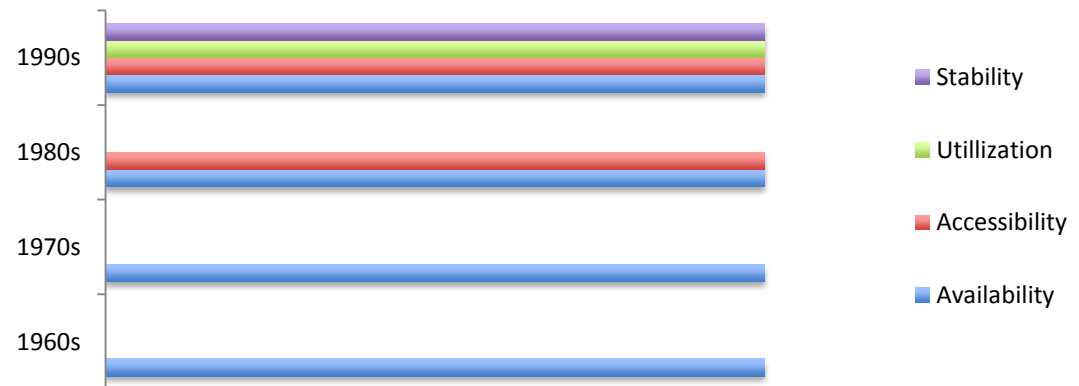 1990s
1980s
1970s
1960s
Stability
Utillization
Accessibility
Availability